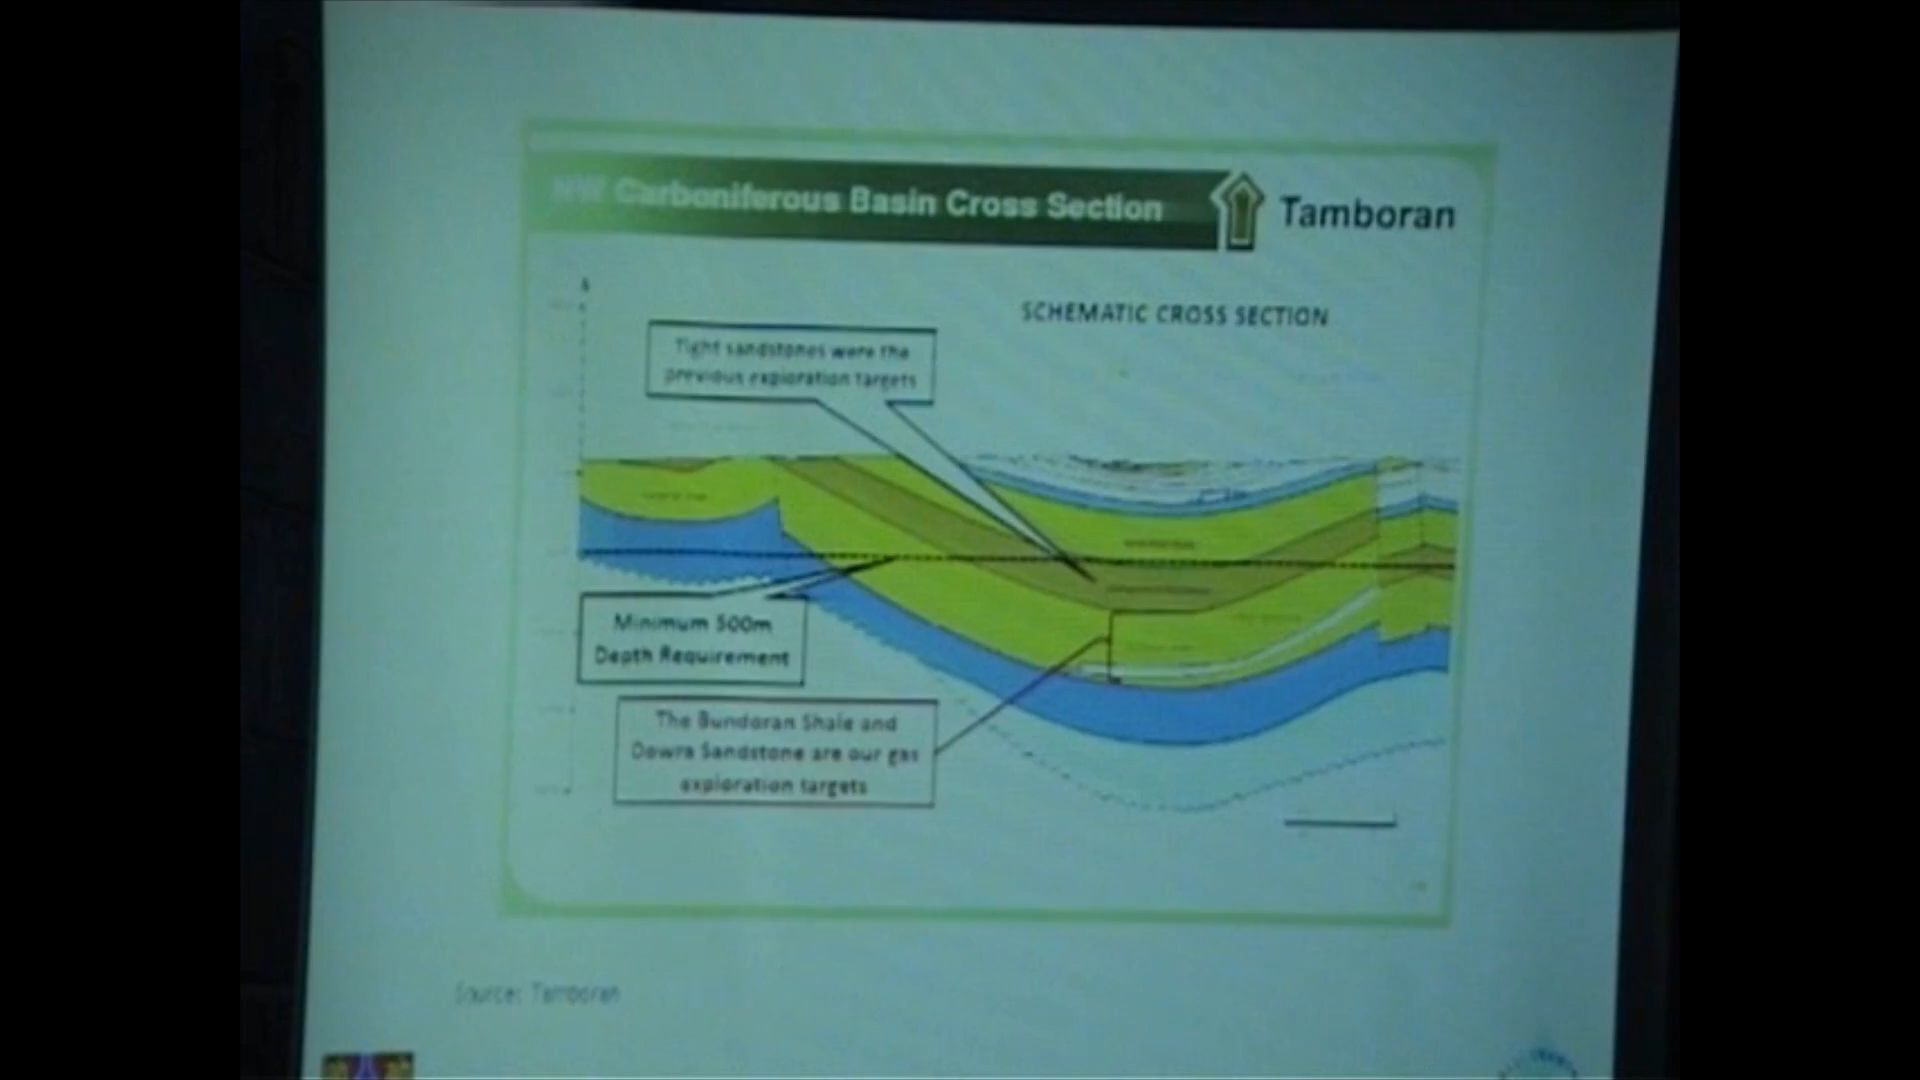 NW Carboniferous Basin Cross Section
Tamboran
SCHEMATIC CROSS SECTION
Tight sandstones were the
previous exploration targets
Minimum 500m
Depth Requirement
The Bundoran Shale and
Dowra Sandstone are our gas
exploration targets
Source: Tamboran